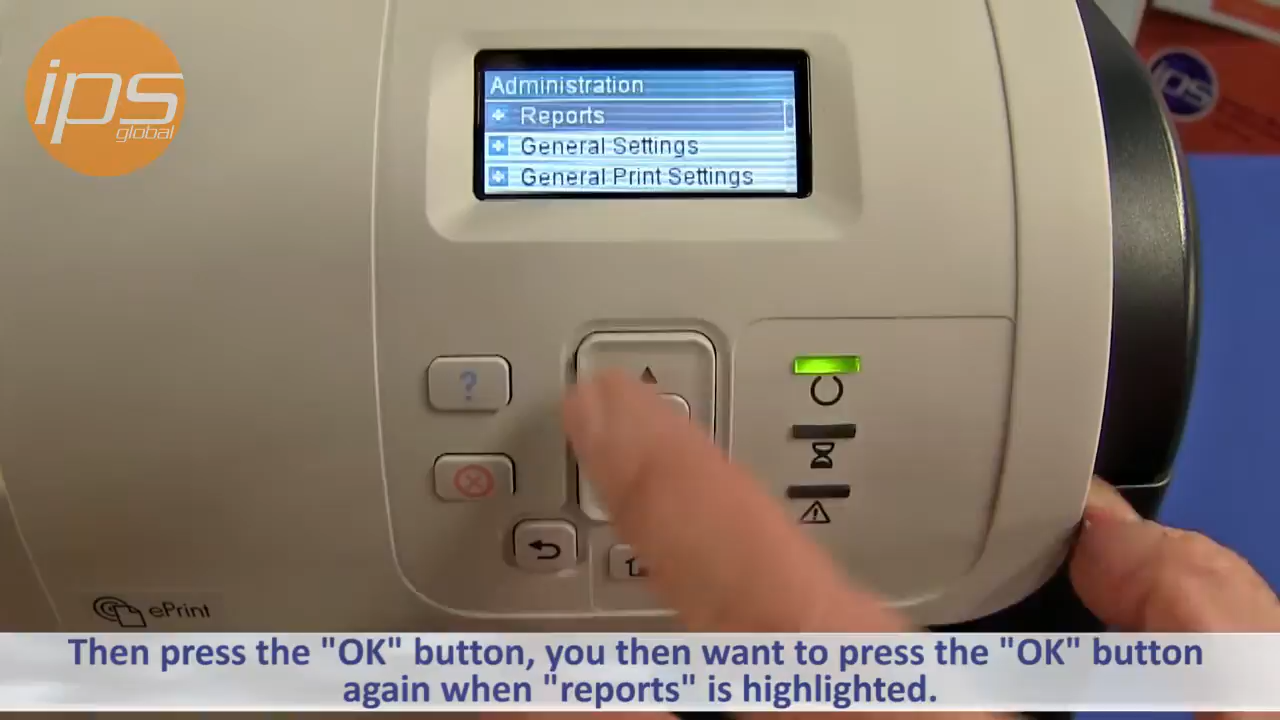 ips
global
Administration
Reports
General Settings
General Print Settings
ips
?
ePrint
Then press the "OK" button, you then want to press the "OK" button
again when "reports" is highlighted.